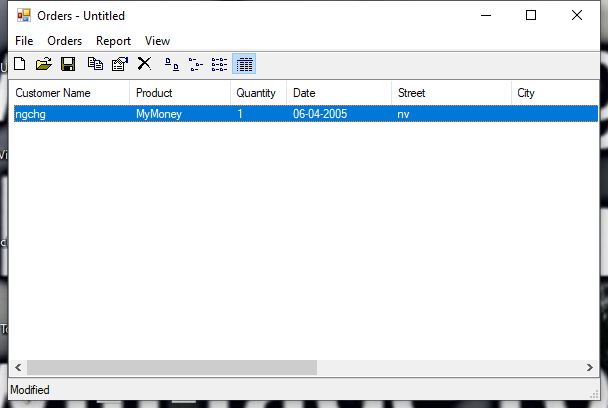 Orders - Untitled
File Orders Report View
Customer Name Product Quantity Date Street City
ngchg MyMoney 1 06-04-2005 nv
Modified